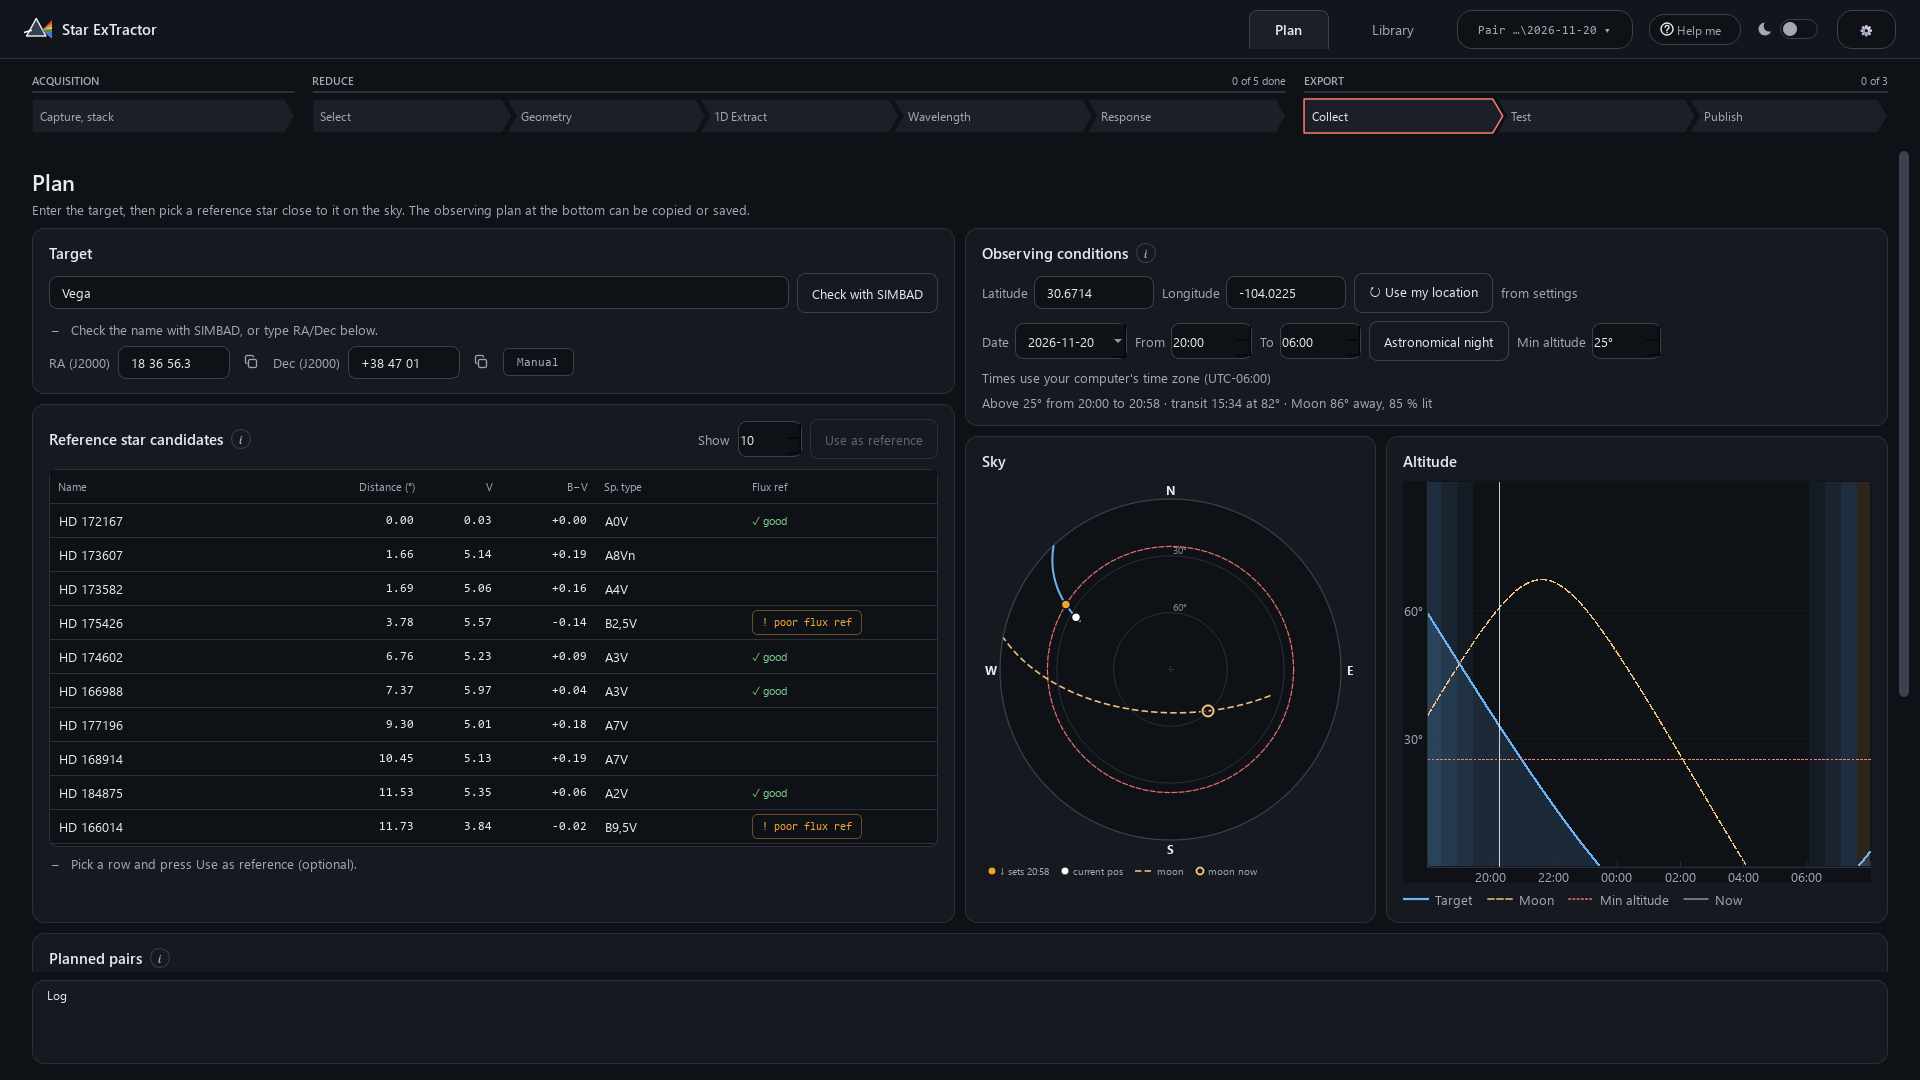 Star ExTractor
Plan
Library
Pair …\2026-11-20 ▾
Help me
ACQUISITION
REDUCE
0 of 5 done
EXPORT
0 of 3
Capture, stack
Select
Geometry
1D Extract
Wavelength
Response
Collect
Test
Publish
Plan
Enter the target, then pick a reference star close to it on the sky. The observing plan at the bottom can be copied or saved.
Target
Vega
Check with SIMBAD
– Check the name with SIMBAD, or type RA/Dec below.
RA (J2000) 18 36 56.3 Dec (J2000) +38 47 01 Manual
Observing conditions i
Latitude 30.6714 Longitude -104.0225 Use my location from settings
Date 2026-11-20 From 20:00 To 06:00 Astronomical night Min altitude 25°
Times use your computer's time zone (UTC-06:00)
Above 25° from 20:00 to 20:58 · transit 15:34 at 82° · Moon 86° away, 85 % lit
Reference star candidates i Show 10 Use as reference
Name Distance (°) V B−V Sp. type Flux ref
HD 172167 0.00 0.03 +0.00 A0V ✓ good
HD 173607 1.66 5.14 +0.19 A8Vn
HD 173582 1.69 5.06 +0.16 A4V
HD 175426 3.78 5.57 -0.14 B2,5V ! poor flux ref
HD 174602 6.76 5.23 +0.09 A3V ✓ good
HD 166988 7.37 5.97 +0.04 A3V ✓ good
HD 177196 9.30 5.01 +0.18 A7V
HD 168914 10.45 5.13 +0.19 A7V
HD 184875 11.53 5.35 +0.06 A2V ✓ good
HD 166014 11.73 3.84 -0.02 B9,5V ! poor flux ref
– Pick a row and press Use as reference (optional).
Sky
N
30°
60°
W
E
S
↓ sets 20:58 current pos moon moon now
Altitude
60°
30°
20:00 22:00 00:00 02:00 04:00 06:00
Target Moon Min altitude Now
Planned pairs i
Log